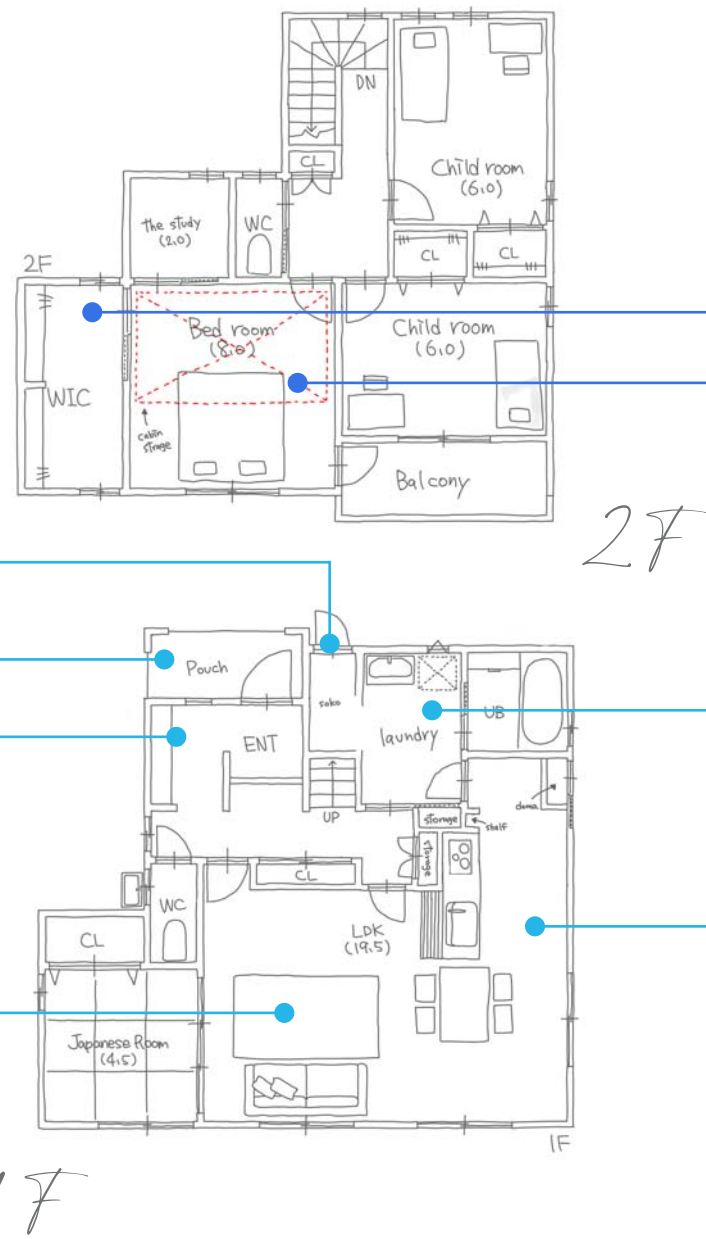 DN
CL
Child room
(6.0)
the study
(2.0)
WC
CL
CL
2F
Bed room
(8.0)
Child room
(6.0)
WIC
cabin
strage
Balcony
2F
Pouch
soko
laundry
UB
ENT
UP
storage
shelf
doma
storage
CL
WC
LDK
(19.5)
CL
Japanese Room
(4.5)
1F
F